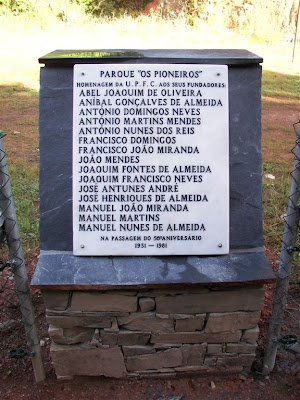 PARQUE "OS PIONEIROS"
HOMENAGEM DA U.P.F.C. AOS SEUS FUNDADORES:
ABEL JOAQUIM DE OLIVEIRA
ANÍBAL GONÇALVES DE ALMEIDA
ANTÓNIO DOMINGOS NEVES
ANTÓNIO MARTINS MENDES
ANTÓNIO NUNES DOS REIS
FRANCISCO DOMINGOS
FRANCISCO JOÃO MIRANDA
JOÃO MENDES
JOAQUIM FONTES DE ALMEIDA
JOAQUIM FRANCISCO NEVES
JOSÉ ANTUNES ANDRÉ
JOSÉ HENRIQUES DE ALMEIDA
MANUEL JOÃO MIRANDA
MANUEL MARTINS
MANUEL NUNES DE ALMEIDA
NA PASSAGEM DO 50º ANIVERSÁRIO
1931 - 1981